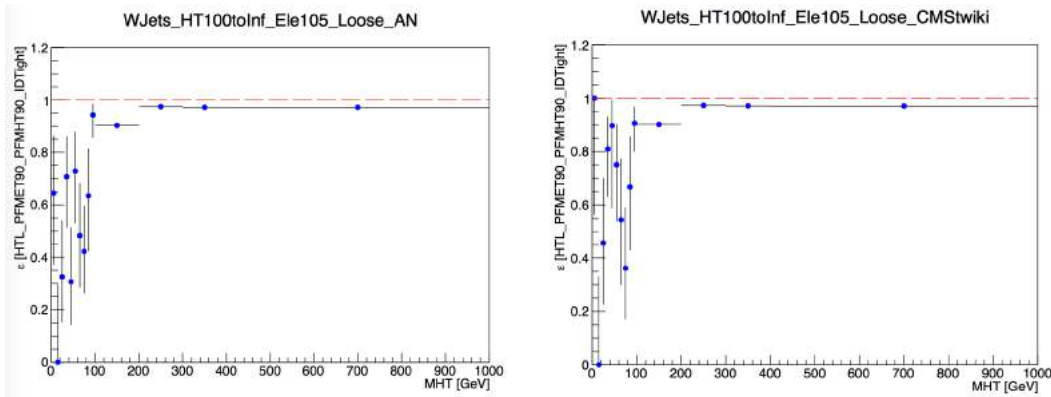 WJets_HT100toInf_Ele105_Loose_AN
ε [HTL_PFMET90_PFMHT90_IDTight]
1.2
1
0.8
0.6
0.4
0.2
0
0 100 200 300 400 500 600 700 800 900 1000
MHT [GeV]
WJets_HT100toInf_Ele105_Loose_CMStwiki
ε [HTL_PFMET90_PFMHT90_IDTight]
1.2
1
0.8
0.6
0.4
0.2
0
0 100 200 300 400 500 600 700 800 900 1000
MHT [GeV]